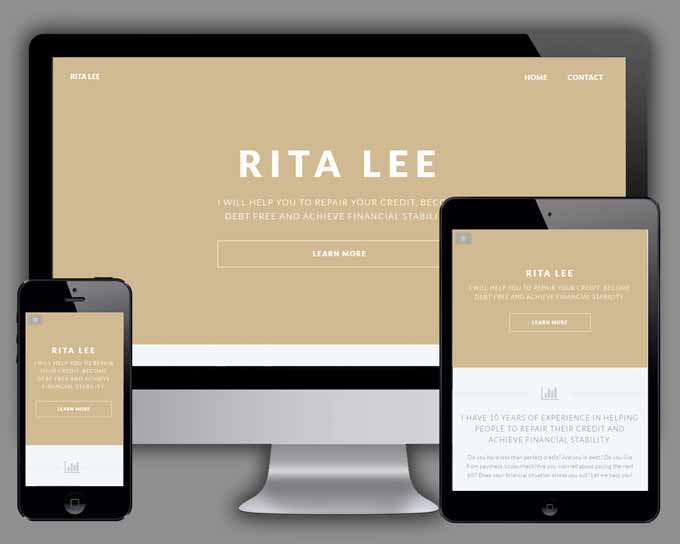 RITA LEE
HOME CONTACT
RITA LEE
I WILL HELP YOU TO REPAIR YOUR CREDIT,
DEBT FREE AND ACHIEVE FINANCIAL
LEARN MORE
RITA LEE
I WILL HELP YOU TO REPAIR
YOUR CREDIT, BECOME
DEBT FREE AND ACHIEVE
FINANCIAL STABILITY
LEARN MORE
RITA LEE
I WILL HELP YOU TO REPAIR YOUR CREDIT, BECOME
DEBT FREE AND ACHIEVE FINANCIAL STABILITY
LEARN MORE
I HAVE 10 YEARS OF EXPERIENCE IN HELPING
PEOPLE TO REPAIR THEIR CREDIT AND
ACHIEVE FINANCIAL STABILITY
Do you have less than perfect credit? Are you in debt? Do you live
from paycheck to paycheck? Are you worried about paying the next
bill? Does your financial situation stress you out? Let me help you!